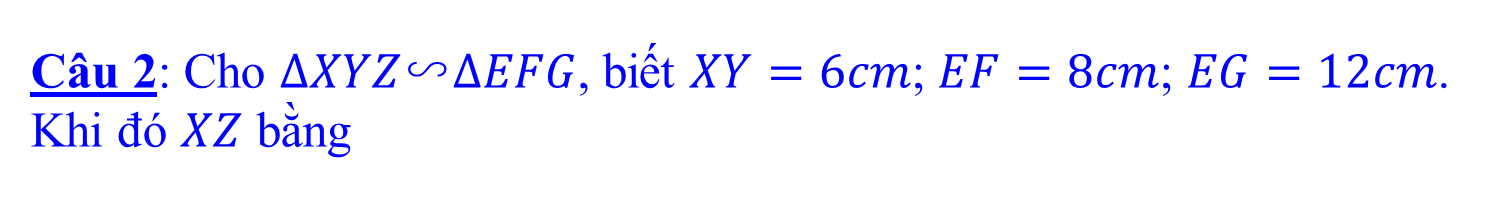 Câu 2: Cho ΔXYZ∽ΔEFG, biết XY = 6cm; EF = 8cm; EG = 12cm.
Khi đó XZ bằng